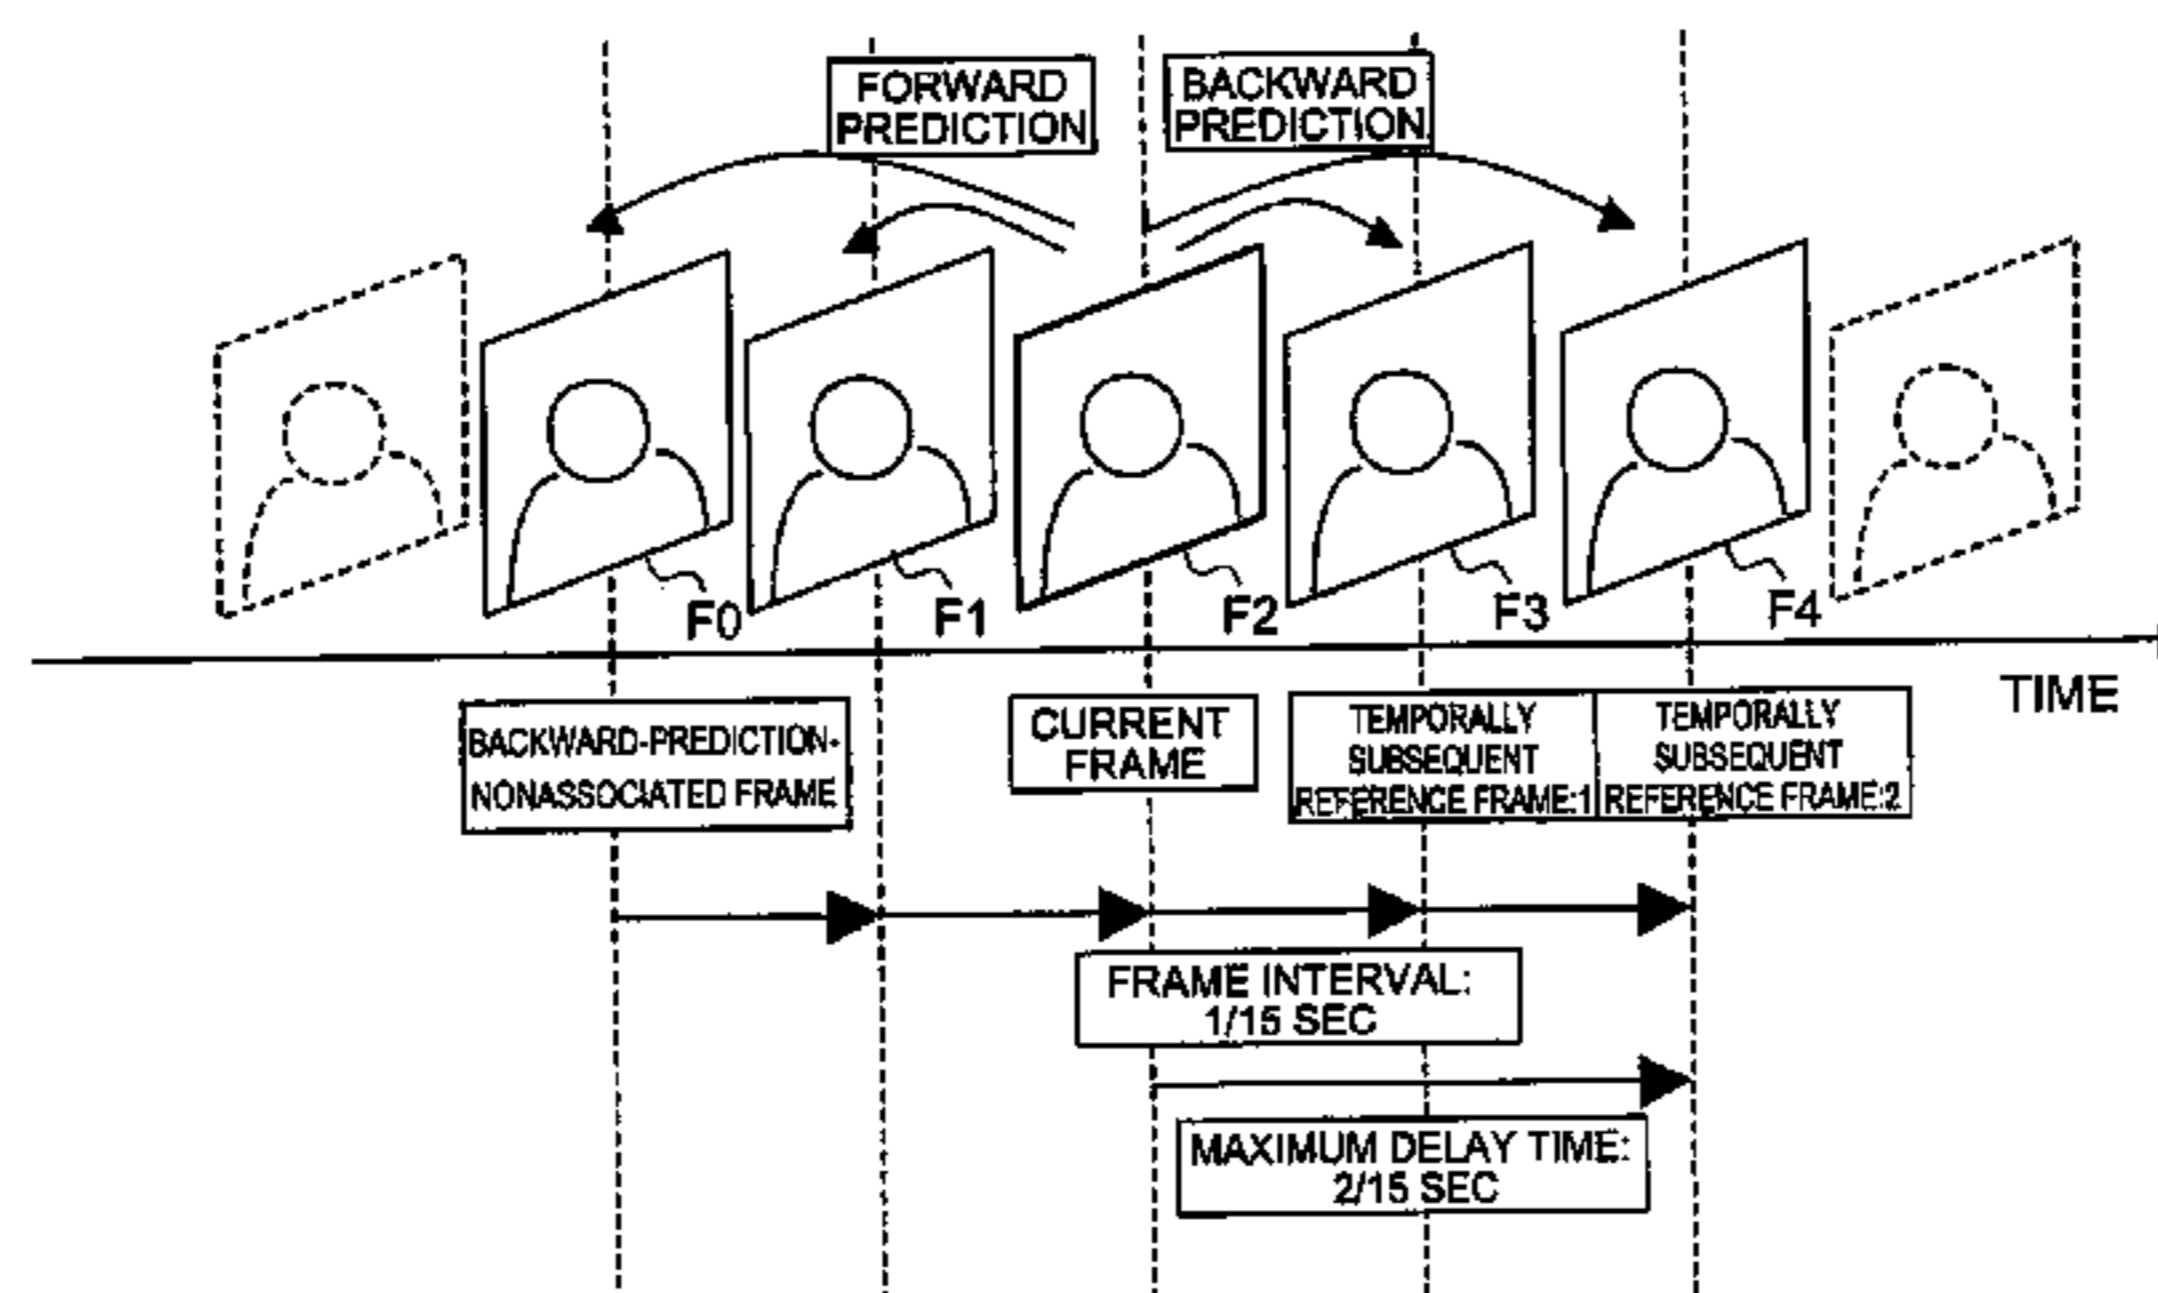 FORWARD
PREDICTION
BACKWARD
PREDICTION
F0
F1
F2
F3
F4
TIME
BACKWARD-PREDICTION-
NONASSOCIATED FRAME
CURRENT
FRAME
TEMPORALLY
SUBSEQUENT
REFERENCE FRAME:1
TEMPORALLY
SUBSEQUENT
REFERENCE FRAME:2
FRAME INTERVAL:
1/15 SEC
MAXIMUM DELAY TIME:
2/15 SEC